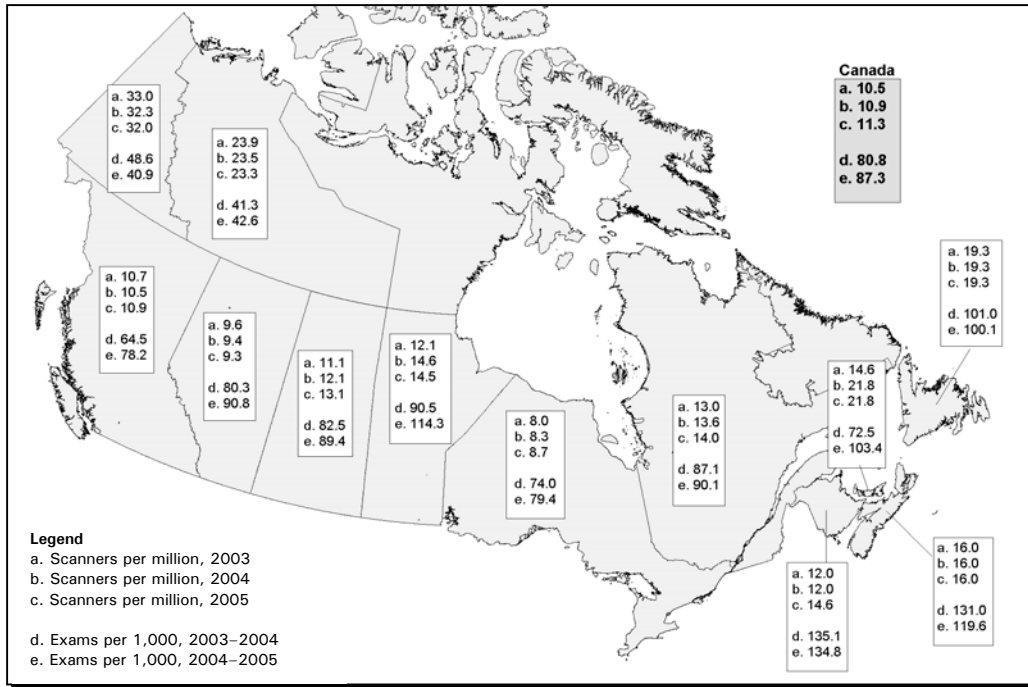 Canada
a. 10.5
b. 10.9
c. 11.3
d. 80.8
e. 87.3
a. 33.0
b. 32.3
c. 32.0
d. 48.6
e. 40.9
a. 23.9
b. 23.5
c. 23.3
d. 41.3
e. 42.6
a. 10.7
b. 10.5
c. 10.9
d. 64.5
e. 78.2
a. 9.6
b. 9.4
c. 9.3
d. 80.3
e. 90.8
a. 11.1
b. 12.1
c. 13.1
d. 82.5
e. 89.4
a. 12.1
b. 14.6
c. 14.5
d. 90.5
e. 114.3
a. 8.0
b. 8.3
c. 8.7
d. 74.0
e. 79.4
a. 13.0
b. 13.6
c. 14.0
d. 87.1
e. 90.1
a. 14.6
b. 21.8
c. 21.8
d. 72.5
e. 103.4
a. 19.3
b. 19.3
c. 19.3
d. 101.0
e. 100.1
a. 12.0
b. 12.0
c. 14.6
d. 135.1
e. 134.8
a. 16.0
b. 16.0
c. 16.0
d. 131.0
e. 119.6
Legend
a. Scanners per million, 2003
b. Scanners per million, 2004
c. Scanners per million, 2005
d. Exams per 1,000, 2003–2004
e. Exams per 1,000, 2004–2005